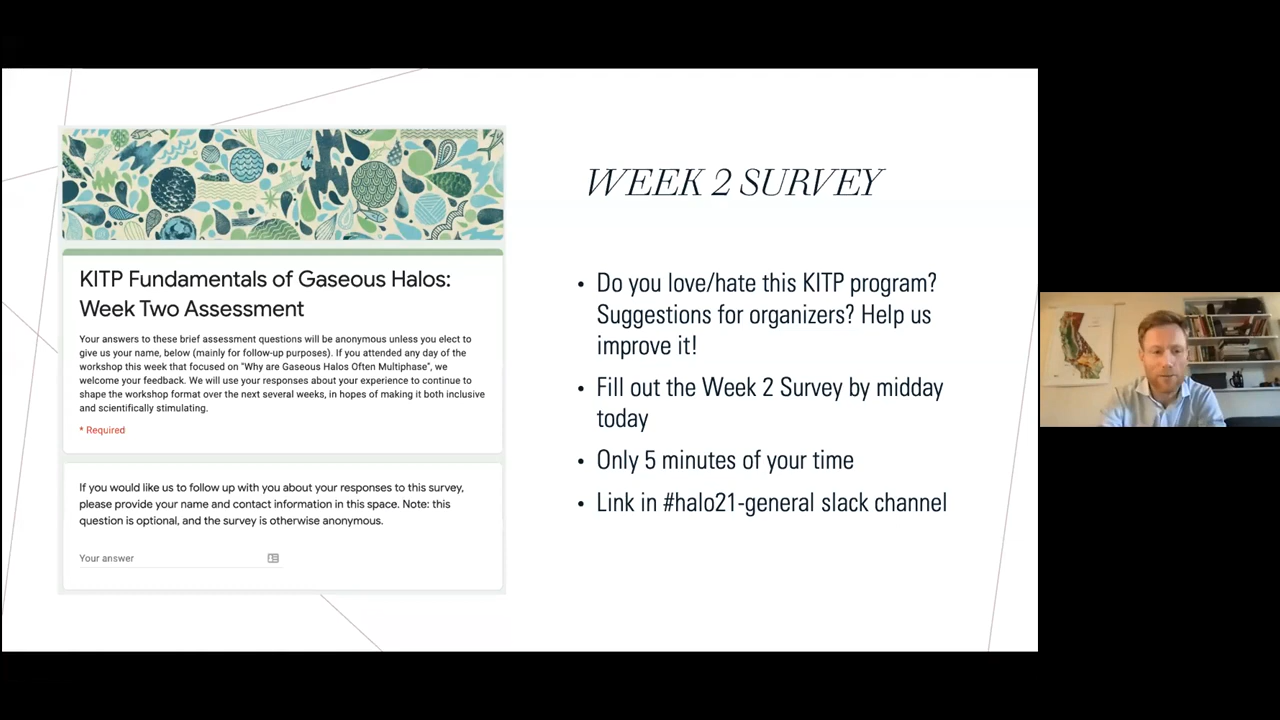 KITP Fundamentals of Gaseous Halos:
Week Two Assessment
Your answers to these brief assessment questions will be anonymous unless you elect to
give us your name, below (mainly for follow-up purposes). If you attended any day of the
workshop this week that focused on "Why are Gaseous Halos Often Multiphase", we
welcome your feedback. We will use your responses about your experience to continue to
shape the workshop format over the next several weeks, in hopes of making it both inclusive
and scientifically stimulating.
* Required
If you would like us to follow up with you about your responses to this survey,
please provide your name and contact information in this space. Note: this
question is optional, and the survey is otherwise anonymous.
Your answer
WEEK 2 SURVEY
• Do you love/hate this KITP program?
Suggestions for organizers? Help us
improve it!
• Fill out the Week 2 Survey by midday
today
• Only 5 minutes of your time
• Link in #halo21-general slack channel